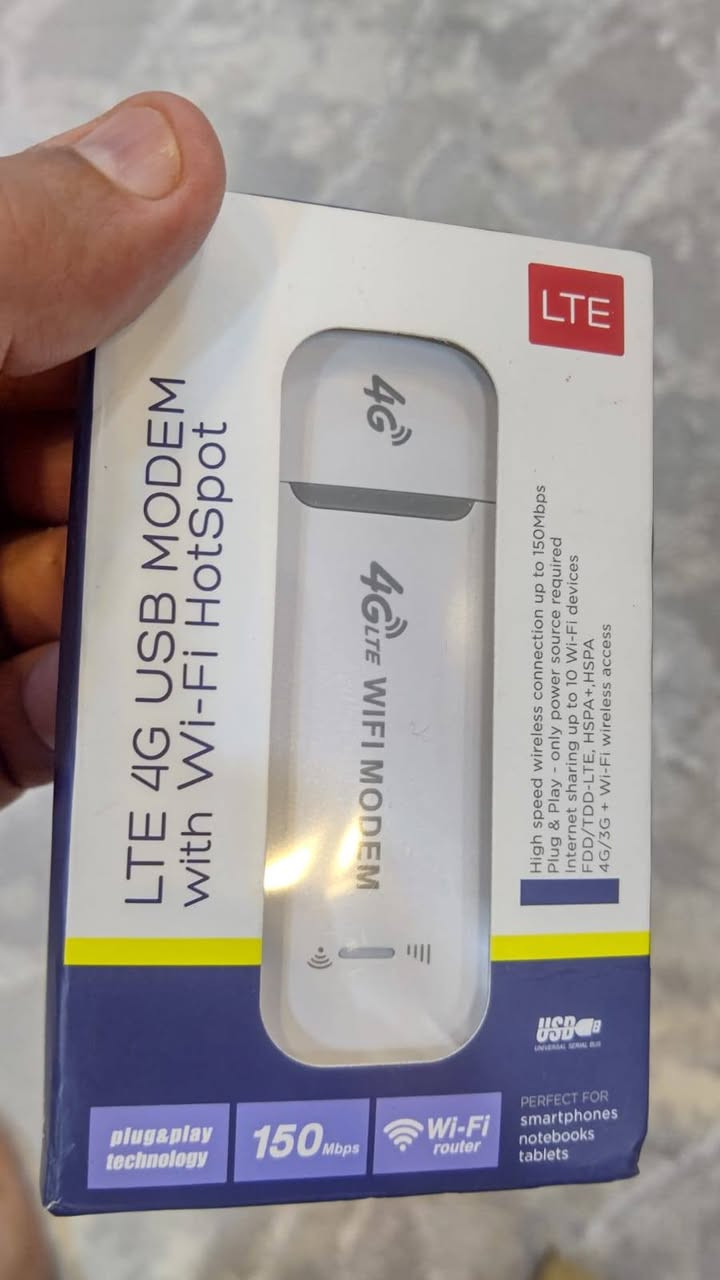 LTE
LTE 4G USB MODEM
with Wi-Fi HotSpot
4G
4G LTE WIFI MODEM
High speed wireless connection up to 150Mbps
Plug & Play - only power source required
Internet sharing up to 10 Wi-Fi devices
FDD/TDD-LTE, HSPA+,HSPA
4G/3G + Wi-Fi wireless access
USB
UNIVERSAL SERIAL BUS
plug&play
technology
150 Mbps
Wi-Fi
router
PERFECT FOR
smartphones
notebooks
tablets